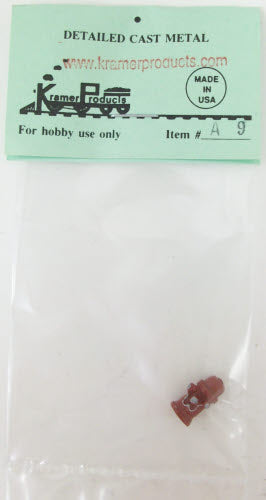 DETAILED CAST METAL
www.kramerproducts.com
Kramer Products
MADE
IN
USA
For hobby use only Item # A 9